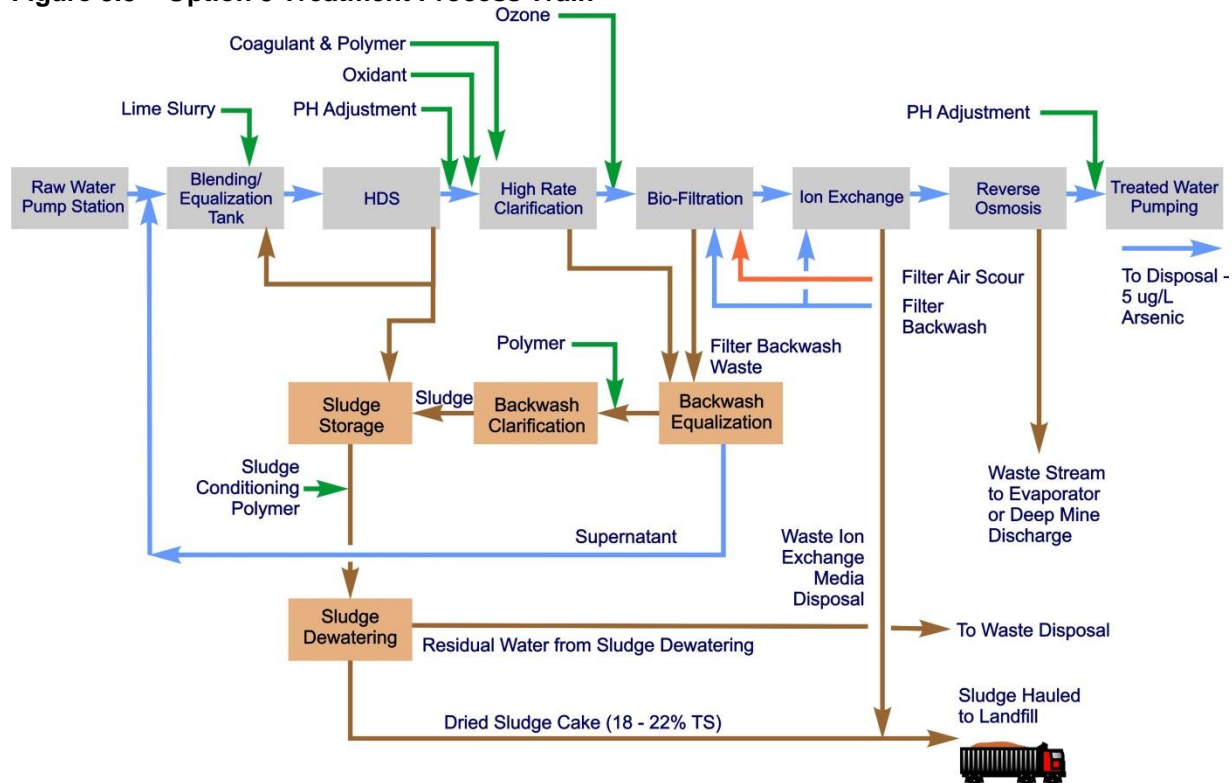 Ozone
Coagulant & Polymer
Oxidant
Lime Slurry
PH Adjustment
PH Adjustment
Raw Water
Pump Station
Blending/
Equalization
Tank
HDS
High Rate
Clarification
Bio-Filtration
Ion Exchange
Reverse
Osmosis
Treated Water
Pumping
Filter Air Scour
Filter
Backwash
To Disposal -
5 ug/L
Arsenic
Polymer
Filter Backwash
Waste
Sludge
Storage
Sludge
Backwash
Clarification
Backwash
Equalization
Sludge
Conditioning
Polymer
Waste Stream
to Evaporator
or Deep Mine
Discharge
Supernatant
Waste Ion
Exchange
Media
Disposal
Sludge
Dewatering
Residual Water from Sludge Dewatering
To Waste Disposal
Dried Sludge Cake (18 - 22% TS)
Sludge Hauled
to Landfill